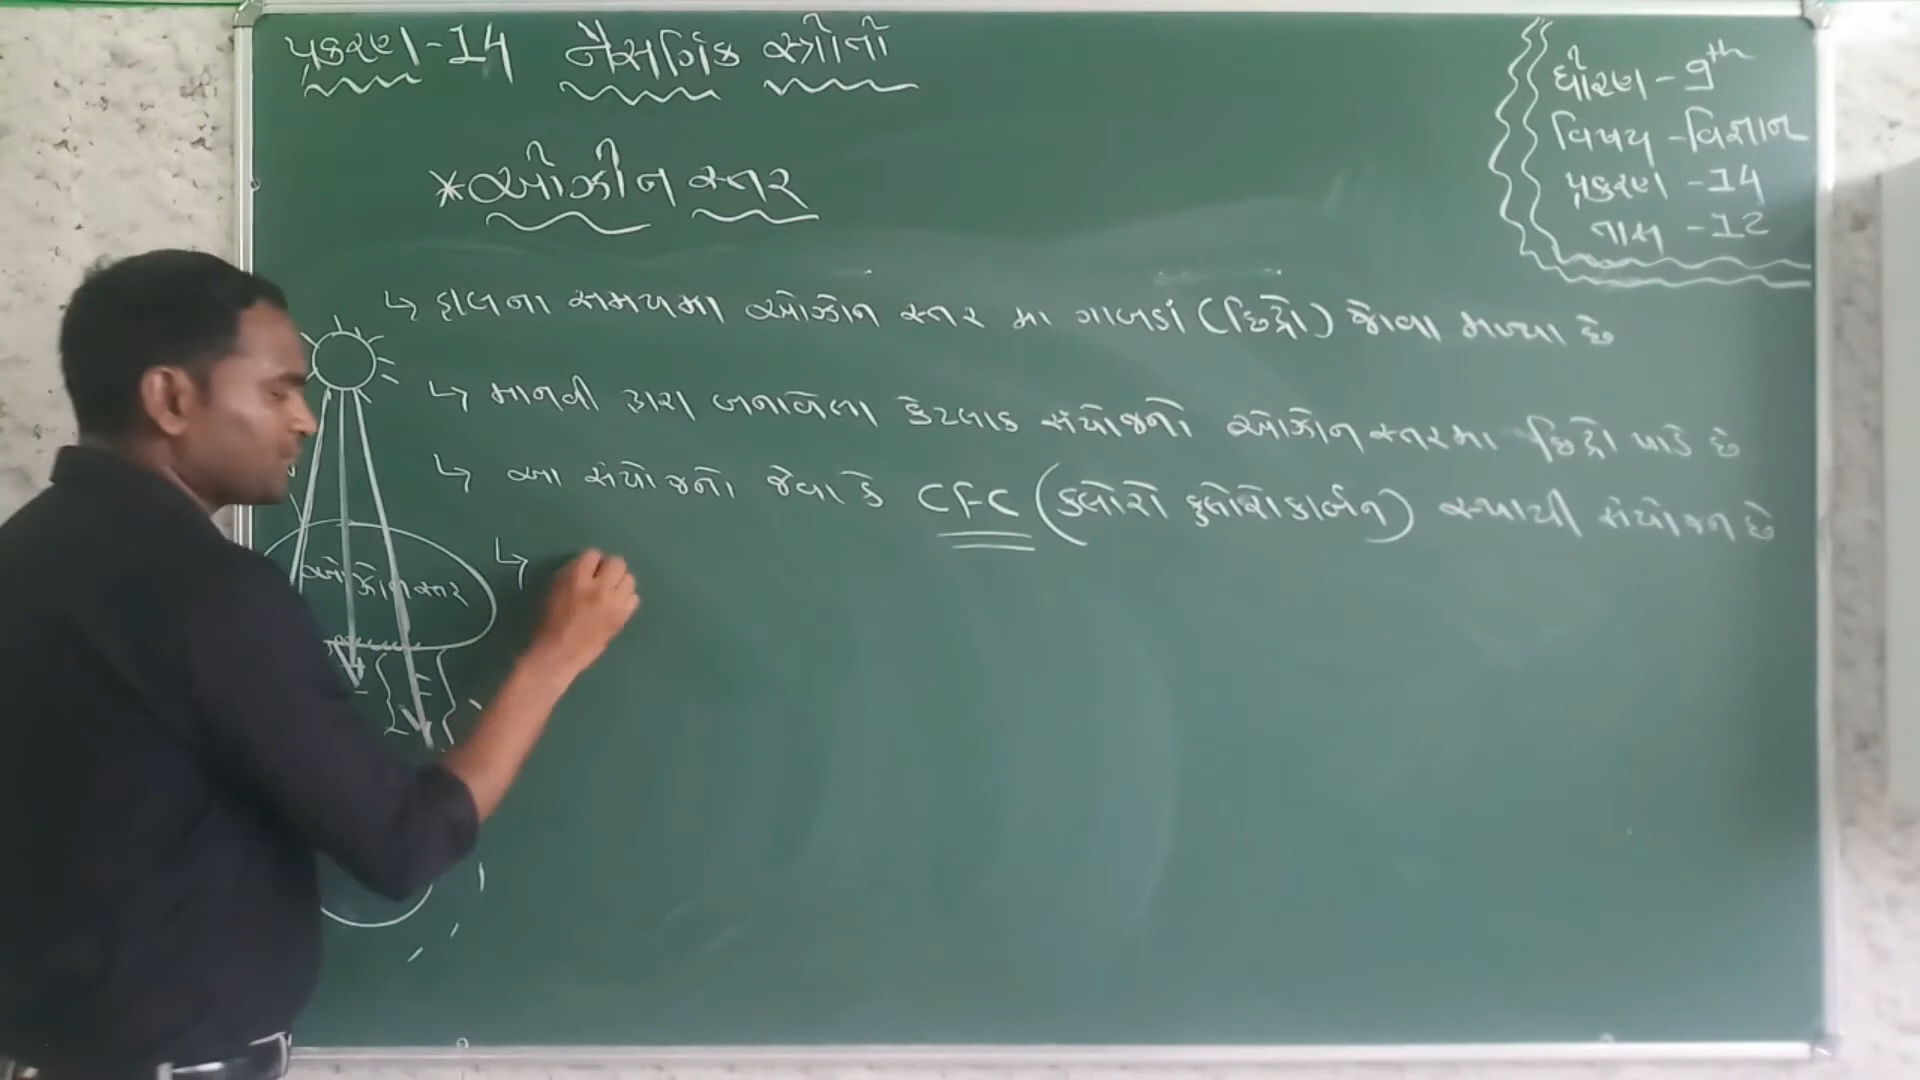 પ્રકરણ-14 નૈસર્ગિક સ્ત્રોતો
ધોરણ - 9th
વિષય - વિજ્ઞાન
પ્રકરણ - 14
તાસ - 12
*ઓઝોન સ્તર
↳ હાલના સમયમા ઓઝોન સ્તર મા ગાબડાં (છિદ્રો) જોવા મળ્યા છે
↳ માનવી દ્વારા બનાવેલા કેટલાક સંયોજનો ઓઝોન સ્તરમા છિદ્રો પાડે છે
↳ આ સંયોજનો જેવા કે CFC (ક્લોરો ફ્લોરોકાર્બન) સ્થાયી સંયોજન છે
↳
ઓઝોન સ્તર